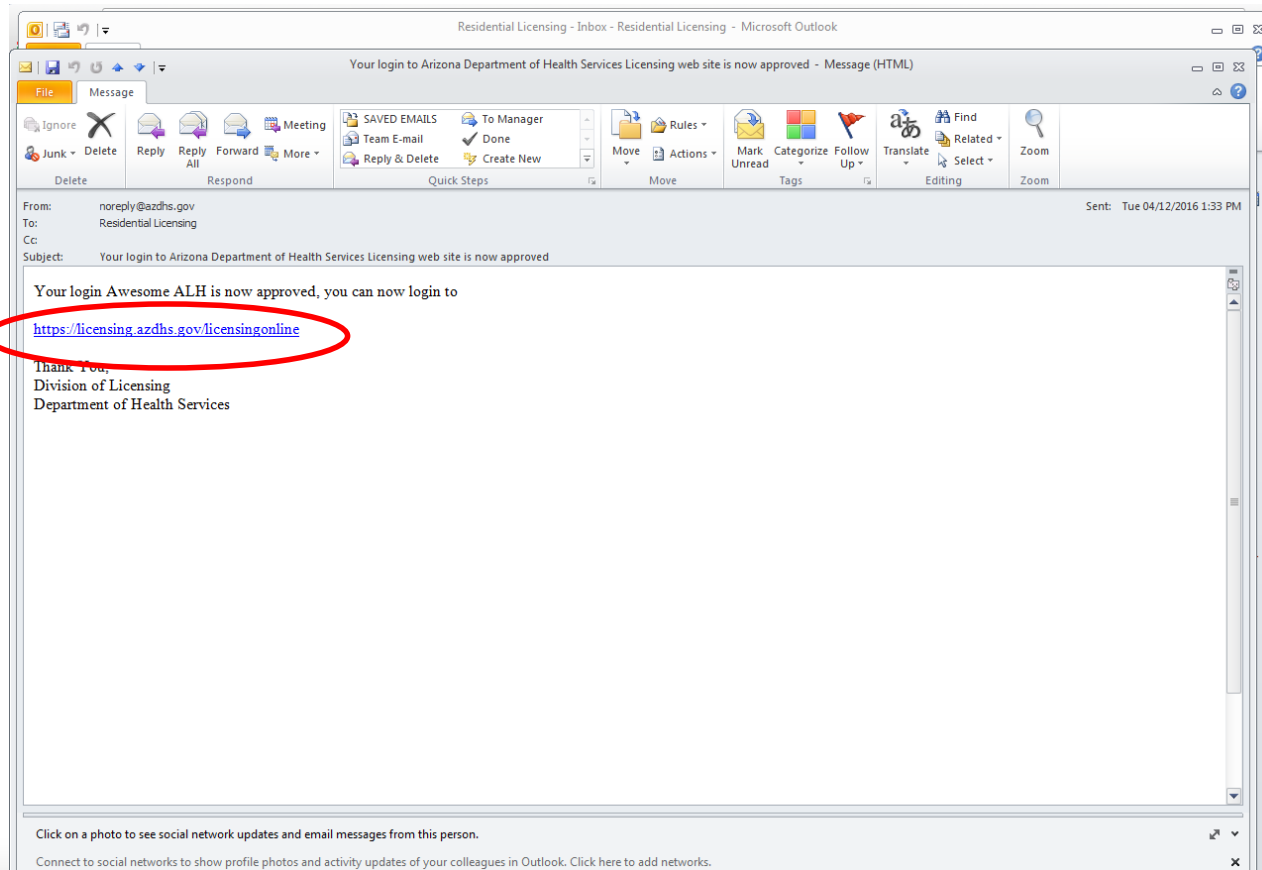 Residential Licensing - Inbox - Residential Licensing - Microsoft Outlook
Your login to Arizona Department of Health Services Licensing web site is now approved - Message (HTML)
File Message
Ignore
Junk
Delete
Reply
Reply All
Forward
Meeting
More
SAVED EMAILS
Team E-mail
Reply & Delete
To Manager
Done
Create New
Move
Rules
Actions
Mark Unread
Categorize
Follow Up
Translate
Find
Related
Select
Zoom
Delete Respond Quick Steps Move Tags Editing Zoom
From: noreply@azdhs.gov Sent: Tue 04/12/2016 1:33 PM
To: Residential Licensing
Cc:
Subject: Your login to Arizona Department of Health Services Licensing web site is now approved
Your login Awesome ALH is now approved, you can now login to
https://licensing.azdhs.gov/licensingonline
Thank You,
Division of Licensing
Department of Health Services
Click on a photo to see social network updates and email messages from this person.
Connect to social networks to show profile photos and activity updates of your colleagues in Outlook. Click here to add networks.